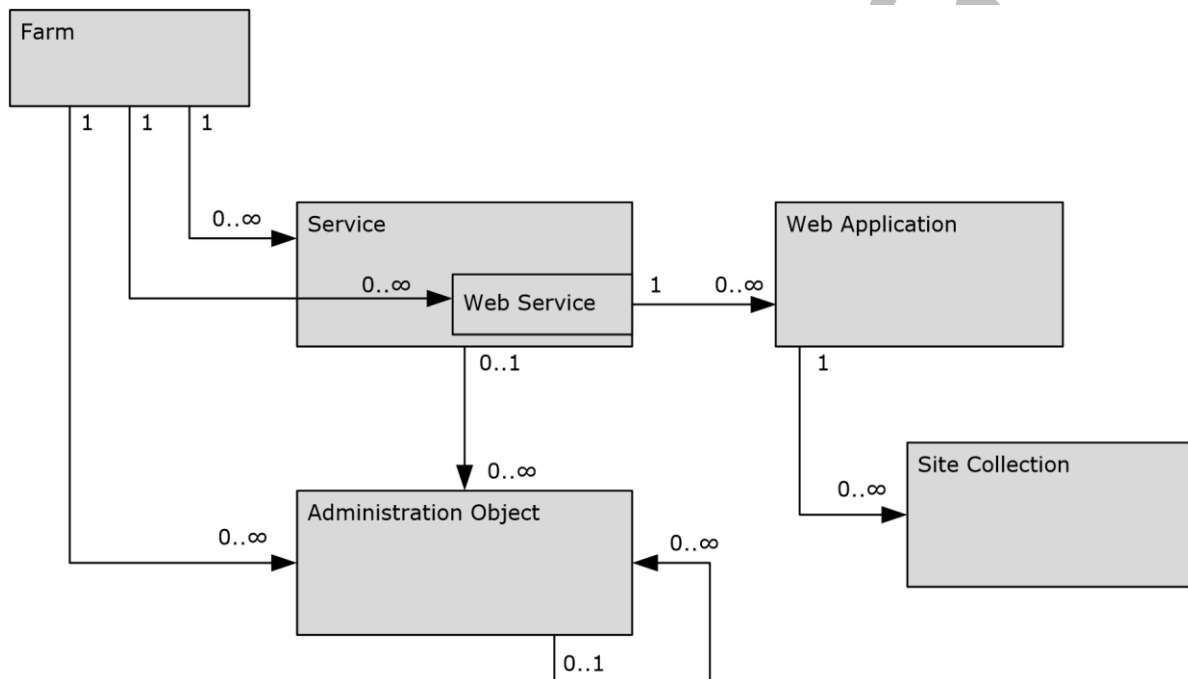 Farm
1 1 1
0..∞
Service
Web Application
0..∞
Web Service
1 0..∞
0..1
1
Site Collection
0..∞
0..∞
Administration Object
0..∞
0..∞
0..1